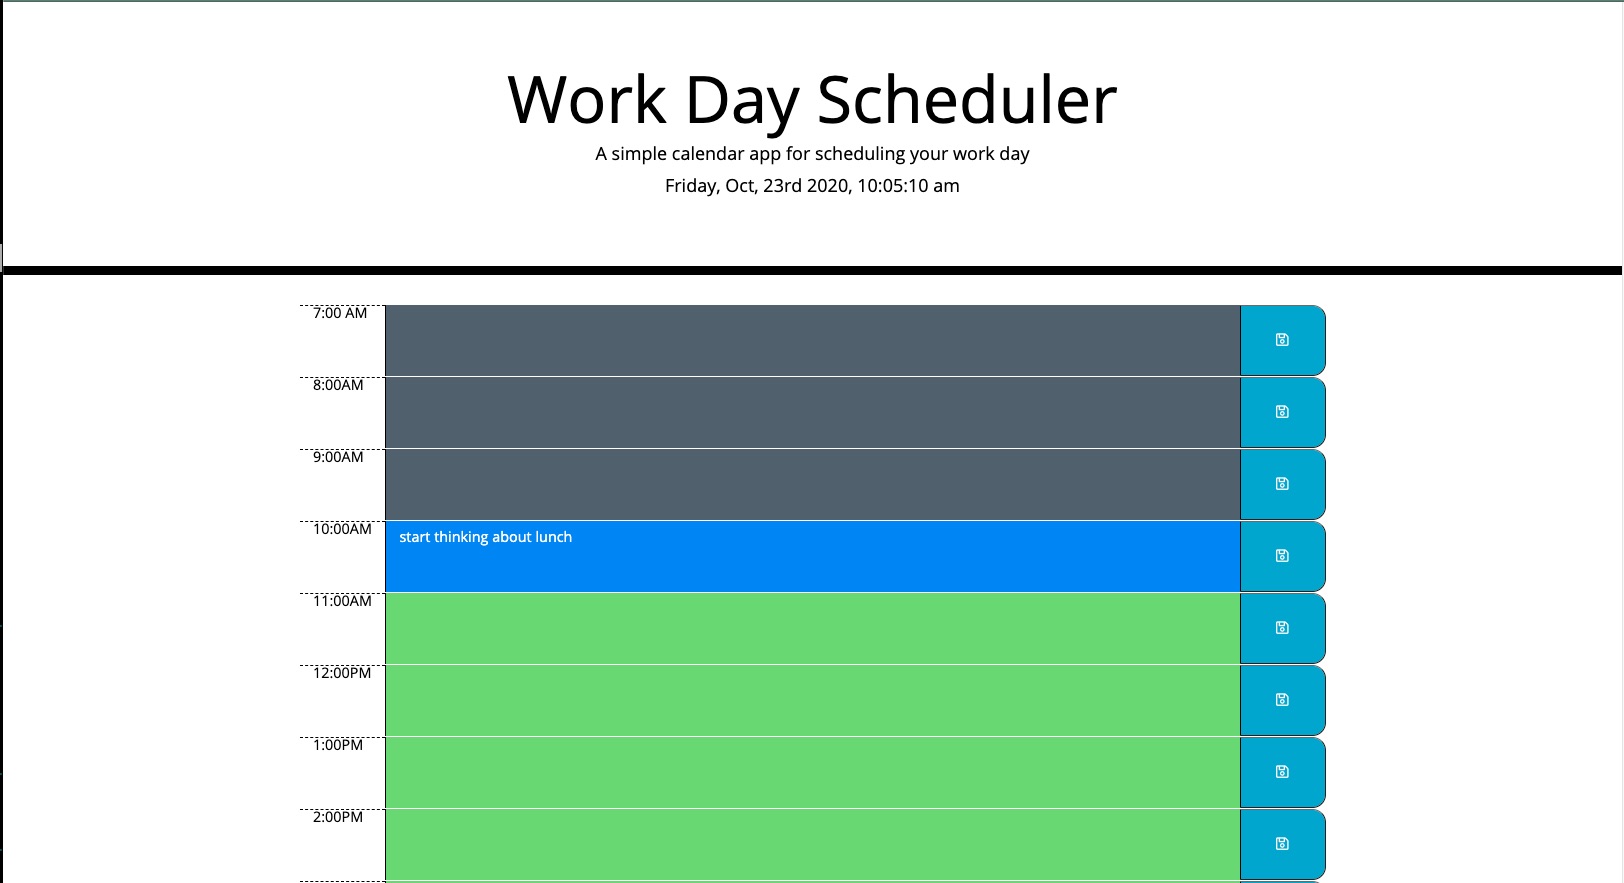 Work Day Scheduler
A simple calendar app for scheduling your work day
Friday, Oct, 23rd 2020, 10:05:10 am
7:00 AM
8:00AM
9:00AM
10:00AM start thinking about lunch
11:00AM
12:00PM
1:00PM
2:00PM